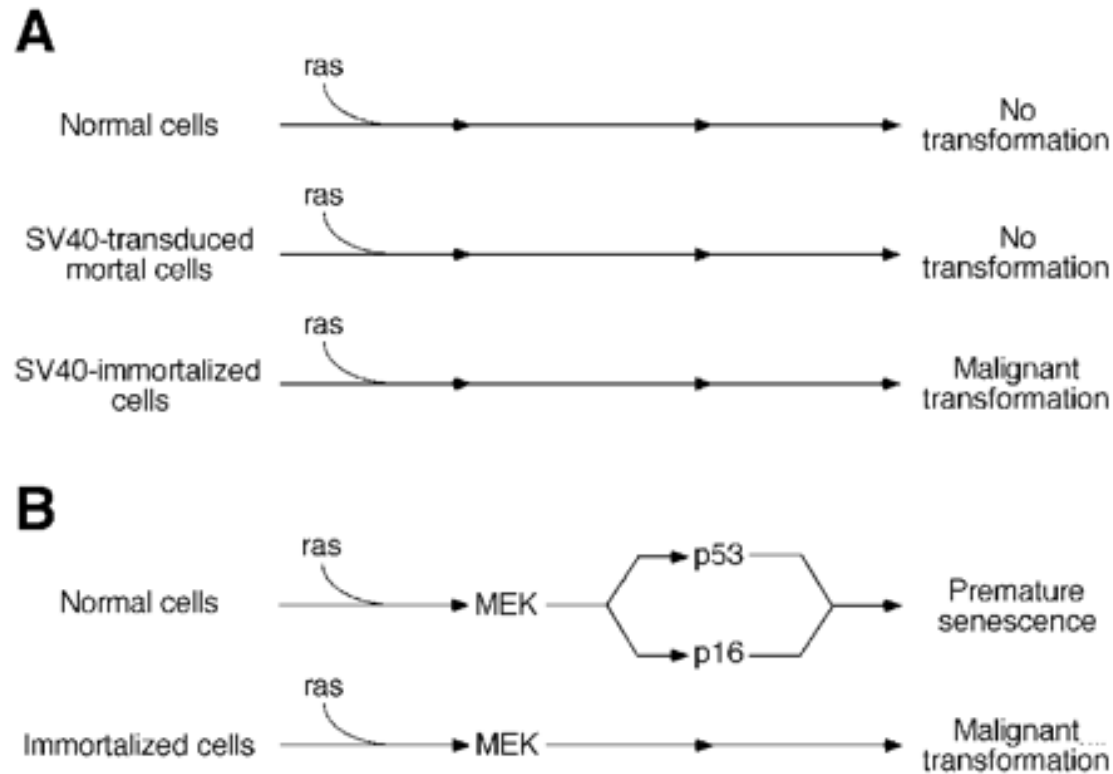 A
ras
Normal cells
No
transformation
ras
SV40-transduced
mortal cells
No
transformation
ras
SV40-immortalized
cells
Malignant
transformation
B
ras
Normal cells
MEK
p53
p16
Premature
senescence
ras
Immortalized cells
MEK
Malignant
transformation